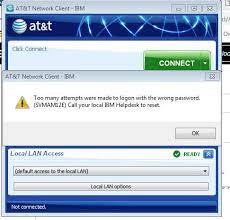 AT&T Network Client - IBM
at&t
Click Connect:
CONNECT
AT&T Network Client - IBM
Too many attempts were made to logon with the wrong password.
(SVMAM12E) Call your local IBM Helpdesk to reset.
OK
Local LAN Access
READY
(default access to the local LAN)
Local LAN options
Not connected.